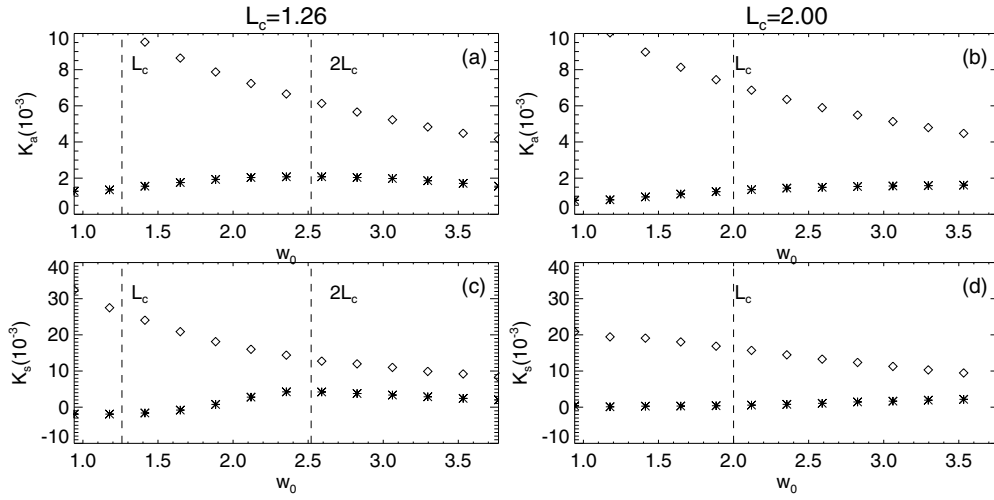 L_c=1.26 L_c=2.00
10 (a) 10 (b)
L_c 2L_c L_c
8 8
6 6
K_a(10^-3) K_a(10^-3)
4 4
2 2
0 0
1.0 1.5 2.0 2.5 3.0 3.5 1.0 1.5 2.0 2.5 3.0 3.5
w_0 w_0
40 (c) 40 (d)
L_c 2L_c L_c
30 30
20 20
K_s(10^-3) K_s(10^-3)
10 10
0 0
-10 -10
1.0 1.5 2.0 2.5 3.0 3.5 1.0 1.5 2.0 2.5 3.0 3.5
w_0 w_0